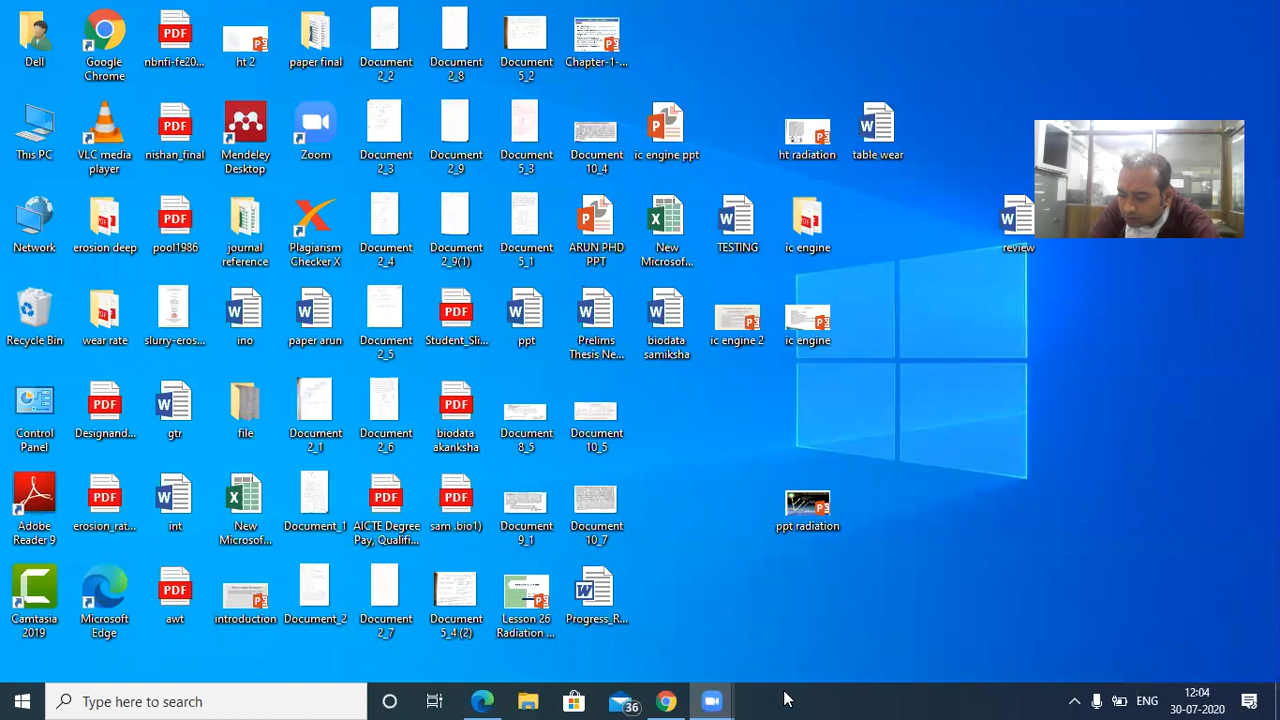 Dell
Google
Chrome
nbnfi-fe20...
ht 2
paper final
Document
2_2
Document
2_8
Document
5_2
Chapter-1-...
This PC
VLC media
player
nishan_final
Mendeley
Desktop
Zoom
Document
2_3
Document
2_9
Document
5_3
Document
10_4
ic engine ppt
ht radiation
table wear
Network
erosion deep
pool1986
journal
reference
Plagiarism
Checker X
Document
2_4
Document
2_9(1)
Document
5_1
ARUN PHD
PPT
New
Microsof...
TESTING
ic engine
review
Recycle Bin
wear rate
slurry-eros...
ino
paper arun
Document
2_5
Student_Sli...
ppt
Prelims
Thesis Ne...
biodata
samiksha
ic engine 2
ic engine
Control
Panel
Designand...
gtr
file
Document
2_1
Document
2_6
biodata
akanksha
Document
8_5
Document
10_5
Adobe
Reader 9
erosion_rat...
int
New
Microsof...
Document_1
AICTE Degree
Pay, Qualifi...
sam .bio1)
Document
9_1
Document
10_7
ppt radiation
Camtasia
2019
Microsoft
Edge
awt
introduction
Document_2
Document
2_7
Document
5_4 (2)
Lesson 26
Radiation ...
Progress_R...
Type here to search
36
ENG
12:04
30-07-2020